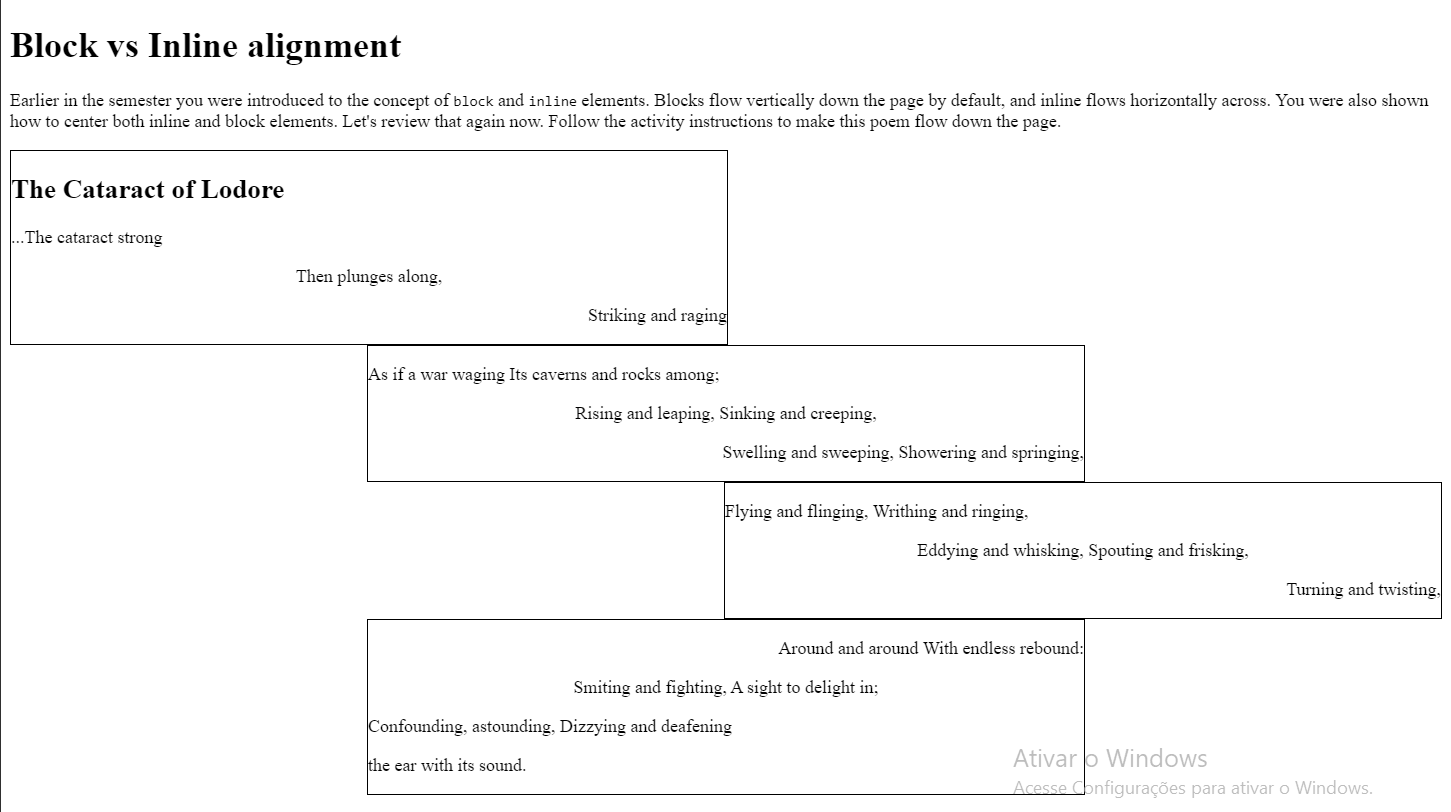 Block vs Inline alignment
Earlier in the semester you were introduced to the concept of block and inline elements. Blocks flow vertically down the page by default, and inline flows horizontally across. You were also shown
how to center both inline and block elements. Let's review that again now. Follow the activity instructions to make this poem flow down the page.
The Cataract of Lodore
...The cataract strong
Then plunges along,
Striking and raging
As if a war waging Its caverns and rocks among;
Rising and leaping, Sinking and creeping,
Swelling and sweeping, Showering and springing,
Flying and flinging, Writhing and ringing,
Eddying and whisking, Spouting and frisking,
Turning and twisting,
Around and around With endless rebound:
Smiting and fighting, A sight to delight in;
Confounding, astounding, Dizzying and deafening
the ear with its sound.
Ativar o Windows
Acesse Configurações para ativar o Windows.